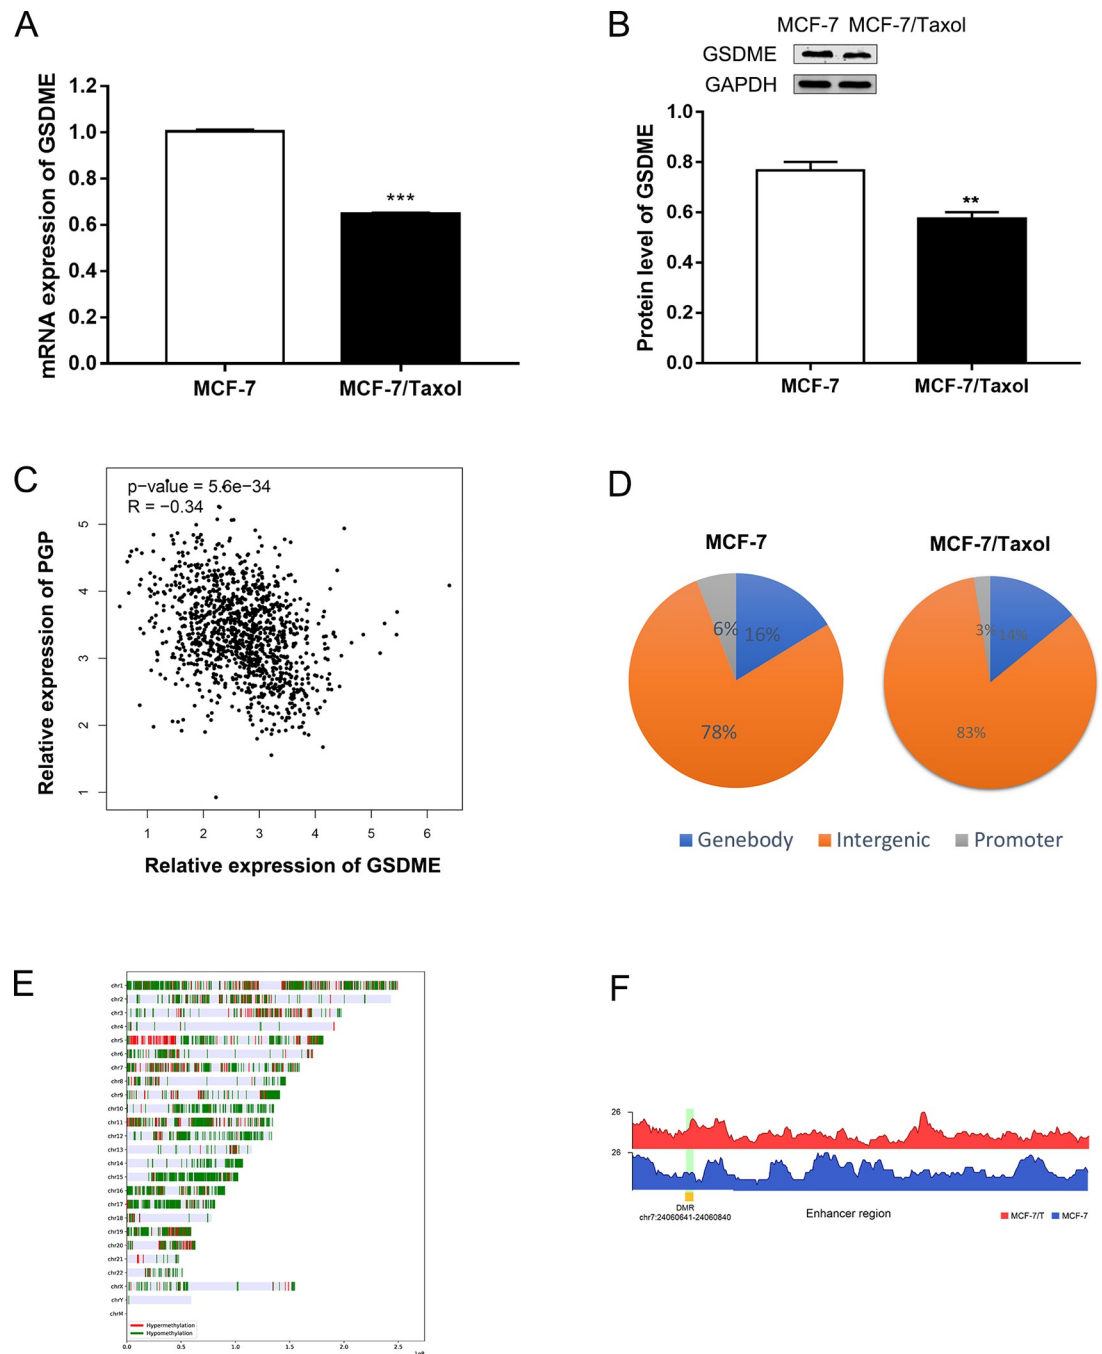 A
mRNA expression of GSDME
1.2
1.0
0.8
0.6
0.4
0.2
0.0
***
MCF-7
MCF-7/Taxol
B
MCF-7 MCF-7/Taxol
GSDME
GAPDH
Protein level of GSDME
1.0
0.8
0.6
0.4
0.2
0.0
**
MCF-7
MCF-7/Taxol
C
p-value = 5.6e-34
R = -0.34
Relative expression of PGP
5
4
3
2
1
1 2 3 4 5 6
Relative expression of GSDME
D
MCF-7
6%
16%
78%
MCF-7/Taxol
3%
14%
83%
Genebody Intergenic Promoter
E
chr1
chr2
chr3
chr4
chr5
chr6
chr7
chr8
chr9
chr10
chr11
chr12
chr13
chr14
chr15
chr16
chr17
chr18
chr19
chr20
chr21
chr22
chrX
chrY
chrM
Hypermethylation
Hypomethylation
0.0 0.5 1.0 1.5 2.0 2.5
1e8
F
26
28
DMR
chr7:24060641-24060840
Enhancer region
MCF-7/T MCF-7